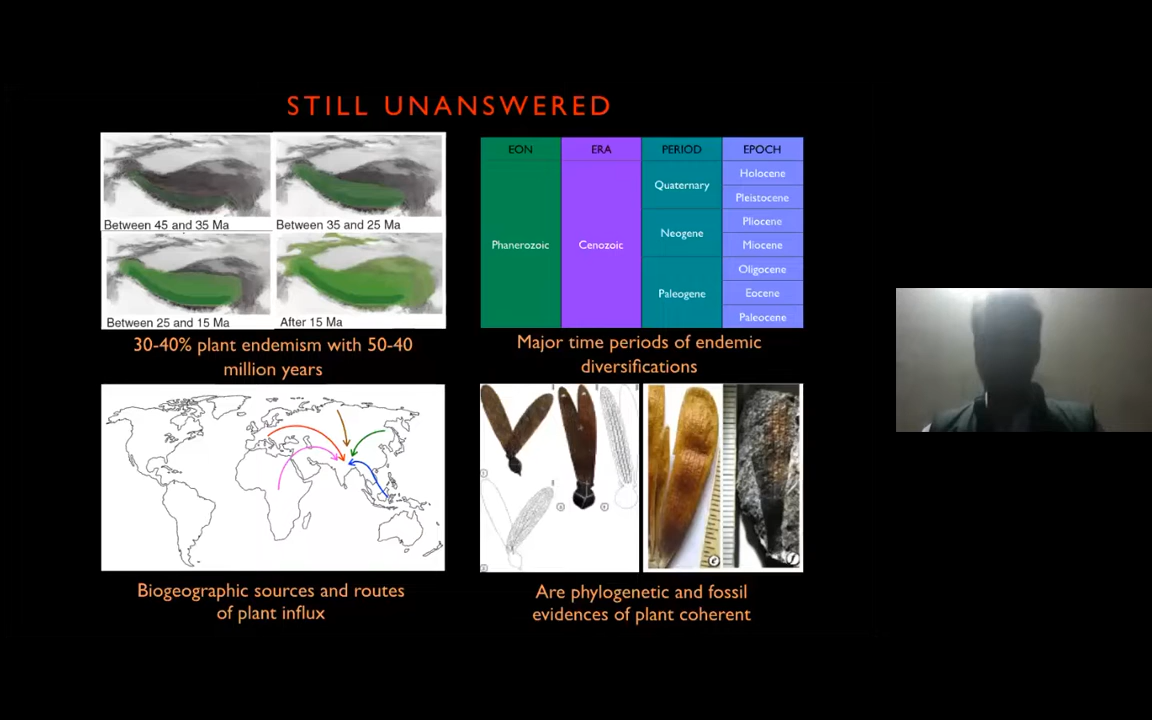 STILL UNANSWERED
Between 45 and 35 Ma
Between 35 and 25 Ma
Between 25 and 15 Ma
After 15 Ma
30-40% plant endemism with 50-40
million years
EON
ERA
PERIOD
EPOCH
Phanerozoic
Cenozoic
Quaternary
Neogene
Paleogene
Holocene
Pleistocene
Pliocene
Miocene
Oligocene
Eocene
Paleocene
Major time periods of endemic
diversifications
Biogeographic sources and routes
of plant influx
Are phylogenetic and fossil
evidences of plant coherent